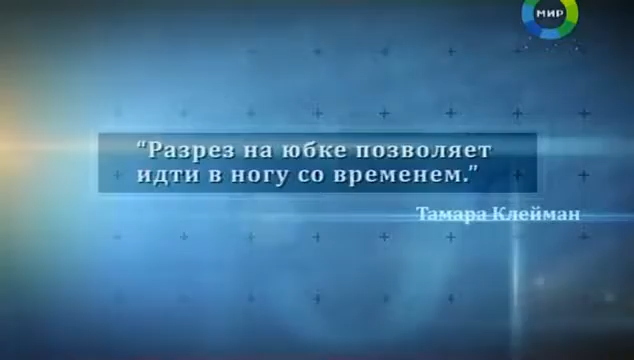 МИР
"Разрез на юбке позволяет
идти в ногу со временем."
Тамара Клейман